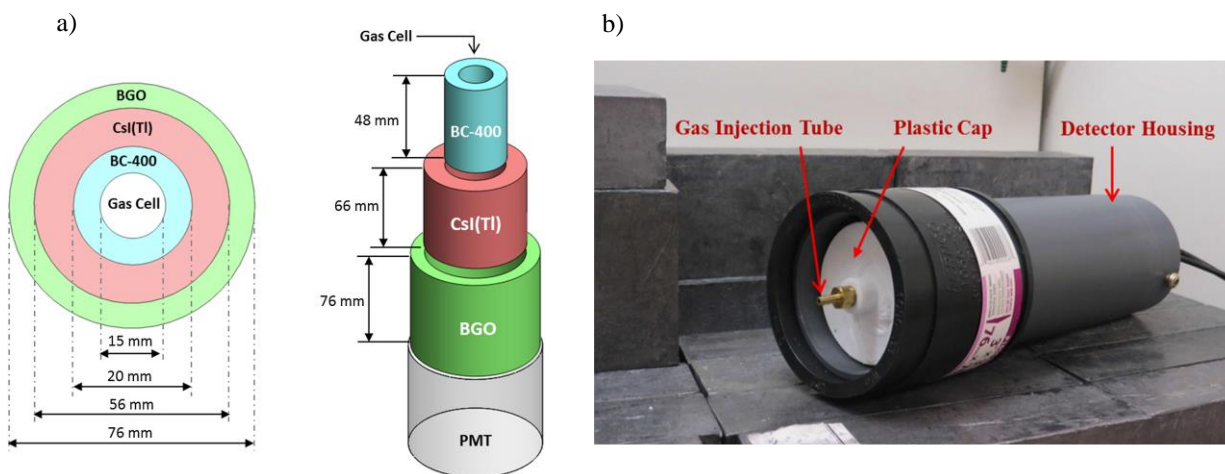 a)
BGO
CsI(Tl)
BC-400
Gas Cell
15 mm
20 mm
56 mm
76 mm
Gas Cell
48 mm
BC-400
66 mm
CsI(Tl)
76 mm
BGO
PMT
b)
Gas Injection Tube
Plastic Cap
Detector Housing
76